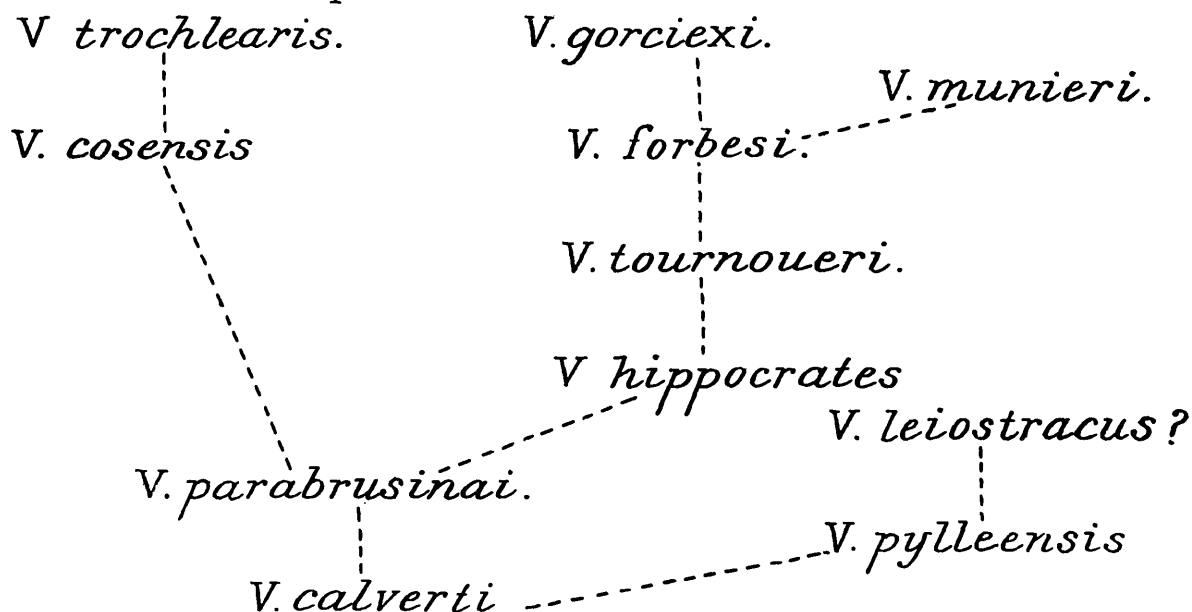 V trochlearis.
V. gorciexi.
V. munieri.
V. cosensis
V. forbesi.
V. tournoueri.
V hippocrates
V. leiostracus?
V. parabrusinai.
V. pylleensis
V. calverti